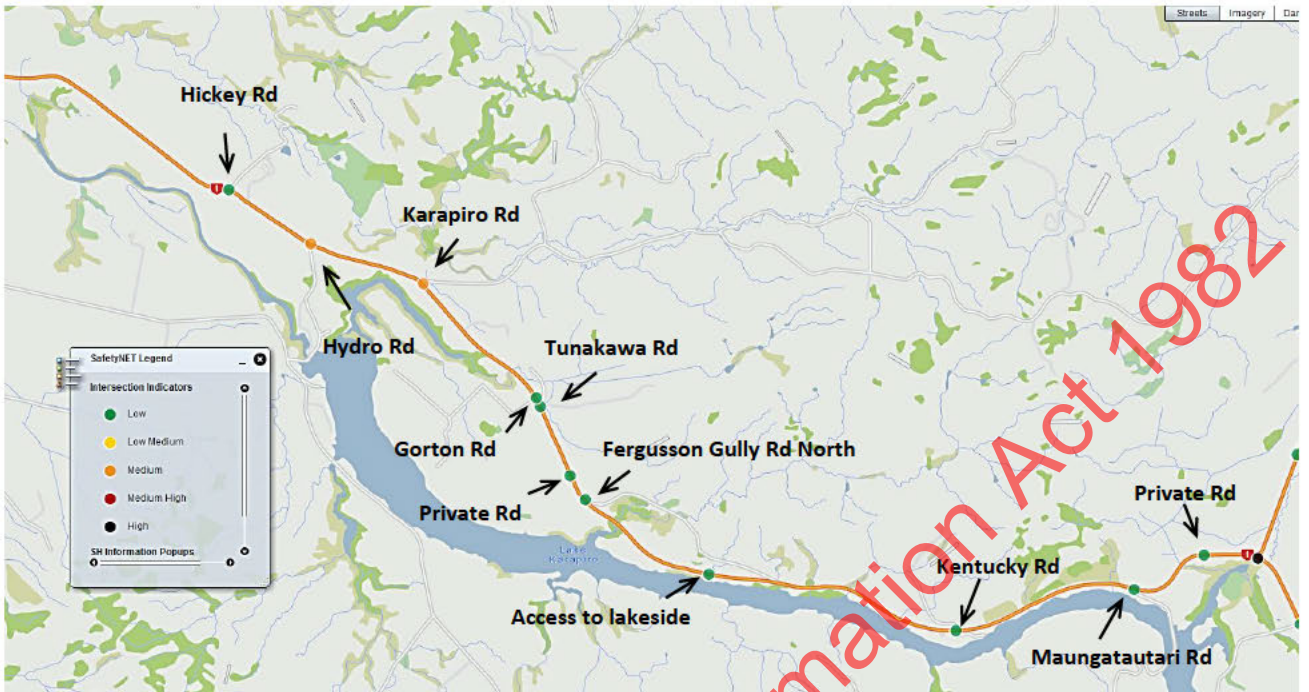 Streets Imagery
Hickey Rd
Karapiro Rd
Hydro Rd
Tunakawa Rd
Gorton Rd
Fergusson Gully Rd North
Private Rd
Private Rd
Access to lakeside
Kentucky Rd
Maungatautari Rd
Lake
Karapiro
SafetyNET Legend
Intersection Indicators
Low
Low Medium
Medium
Medium High
High
SH Information Popups
1
1
mation Act 1982